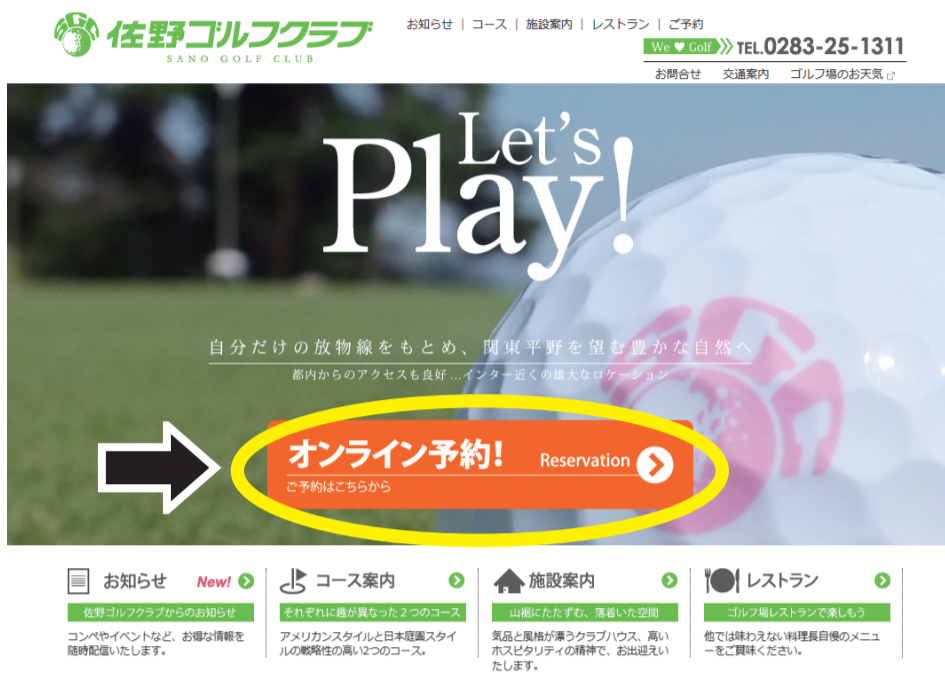 佐野ゴルフクラブ
SANO GOLF CLUB
お知らせ | コース | 施設案内 | レストラン | ご予約
We ♥ Golf TEL.0283-25-1311
お問合せ 交通案内 ゴルフ場のお天気
Let's
Play!
自分だけの放物線をもとめ、関東平野を望む豊かな自然へ
都内からのアクセスも良好...インター近くの雄大なロケーション
オンライン予約! Reservation
ご予約はこちらから
お知らせ New!
佐野ゴルフクラブからのお知らせ
コンペやイベントなど、お得な情報を
随時配信いたします。
コース案内
それぞれに趣が異なった2つのコース
アメリカンスタイルと日本庭園スタイ
ルの戦略性の高い2つのコース。
施設案内
山裾にたたずむ、落着いた空間
気品と風格が漂うクラブハウス、高い
ホスピタリティの精神で、お出迎えい
たします。
レストラン
ゴルフ場レストランで楽しもう
他では味わえない料理長自慢のメニュ
ーをご賞味ください。